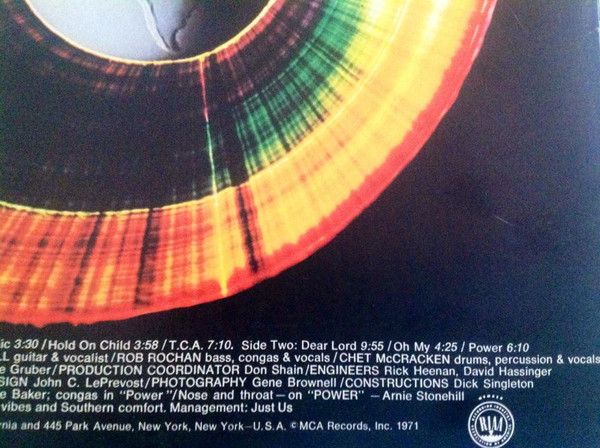 ic 3:30 / Hold On Child 3:58 / T.C.A. 7:10. Side Two: Dear Lord 9:55 / Oh My 4:25 / Power 6:10
LL guitar & vocalist / ROB ROCHAN bass, congas & vocals / CHET McCRACKEN drums, percussion & vocals
e Gruber / PRODUCTION COORDINATOR Don Shain / ENGINEERS Rick Heenan, David Hassinger
SIGN John C. LePrevost / PHOTOGRAPHY Gene Brownell / CONSTRUCTIONS Dick Singleton
e Baker; congas in "Power"/Nose and throat—on "POWER" —Arnie Stonehill
vibes and Southern comfort. Management: Just Us
rnia and 445 Park Avenue, New York, New York—U.S.A. ©MCA Records, Inc. 1971